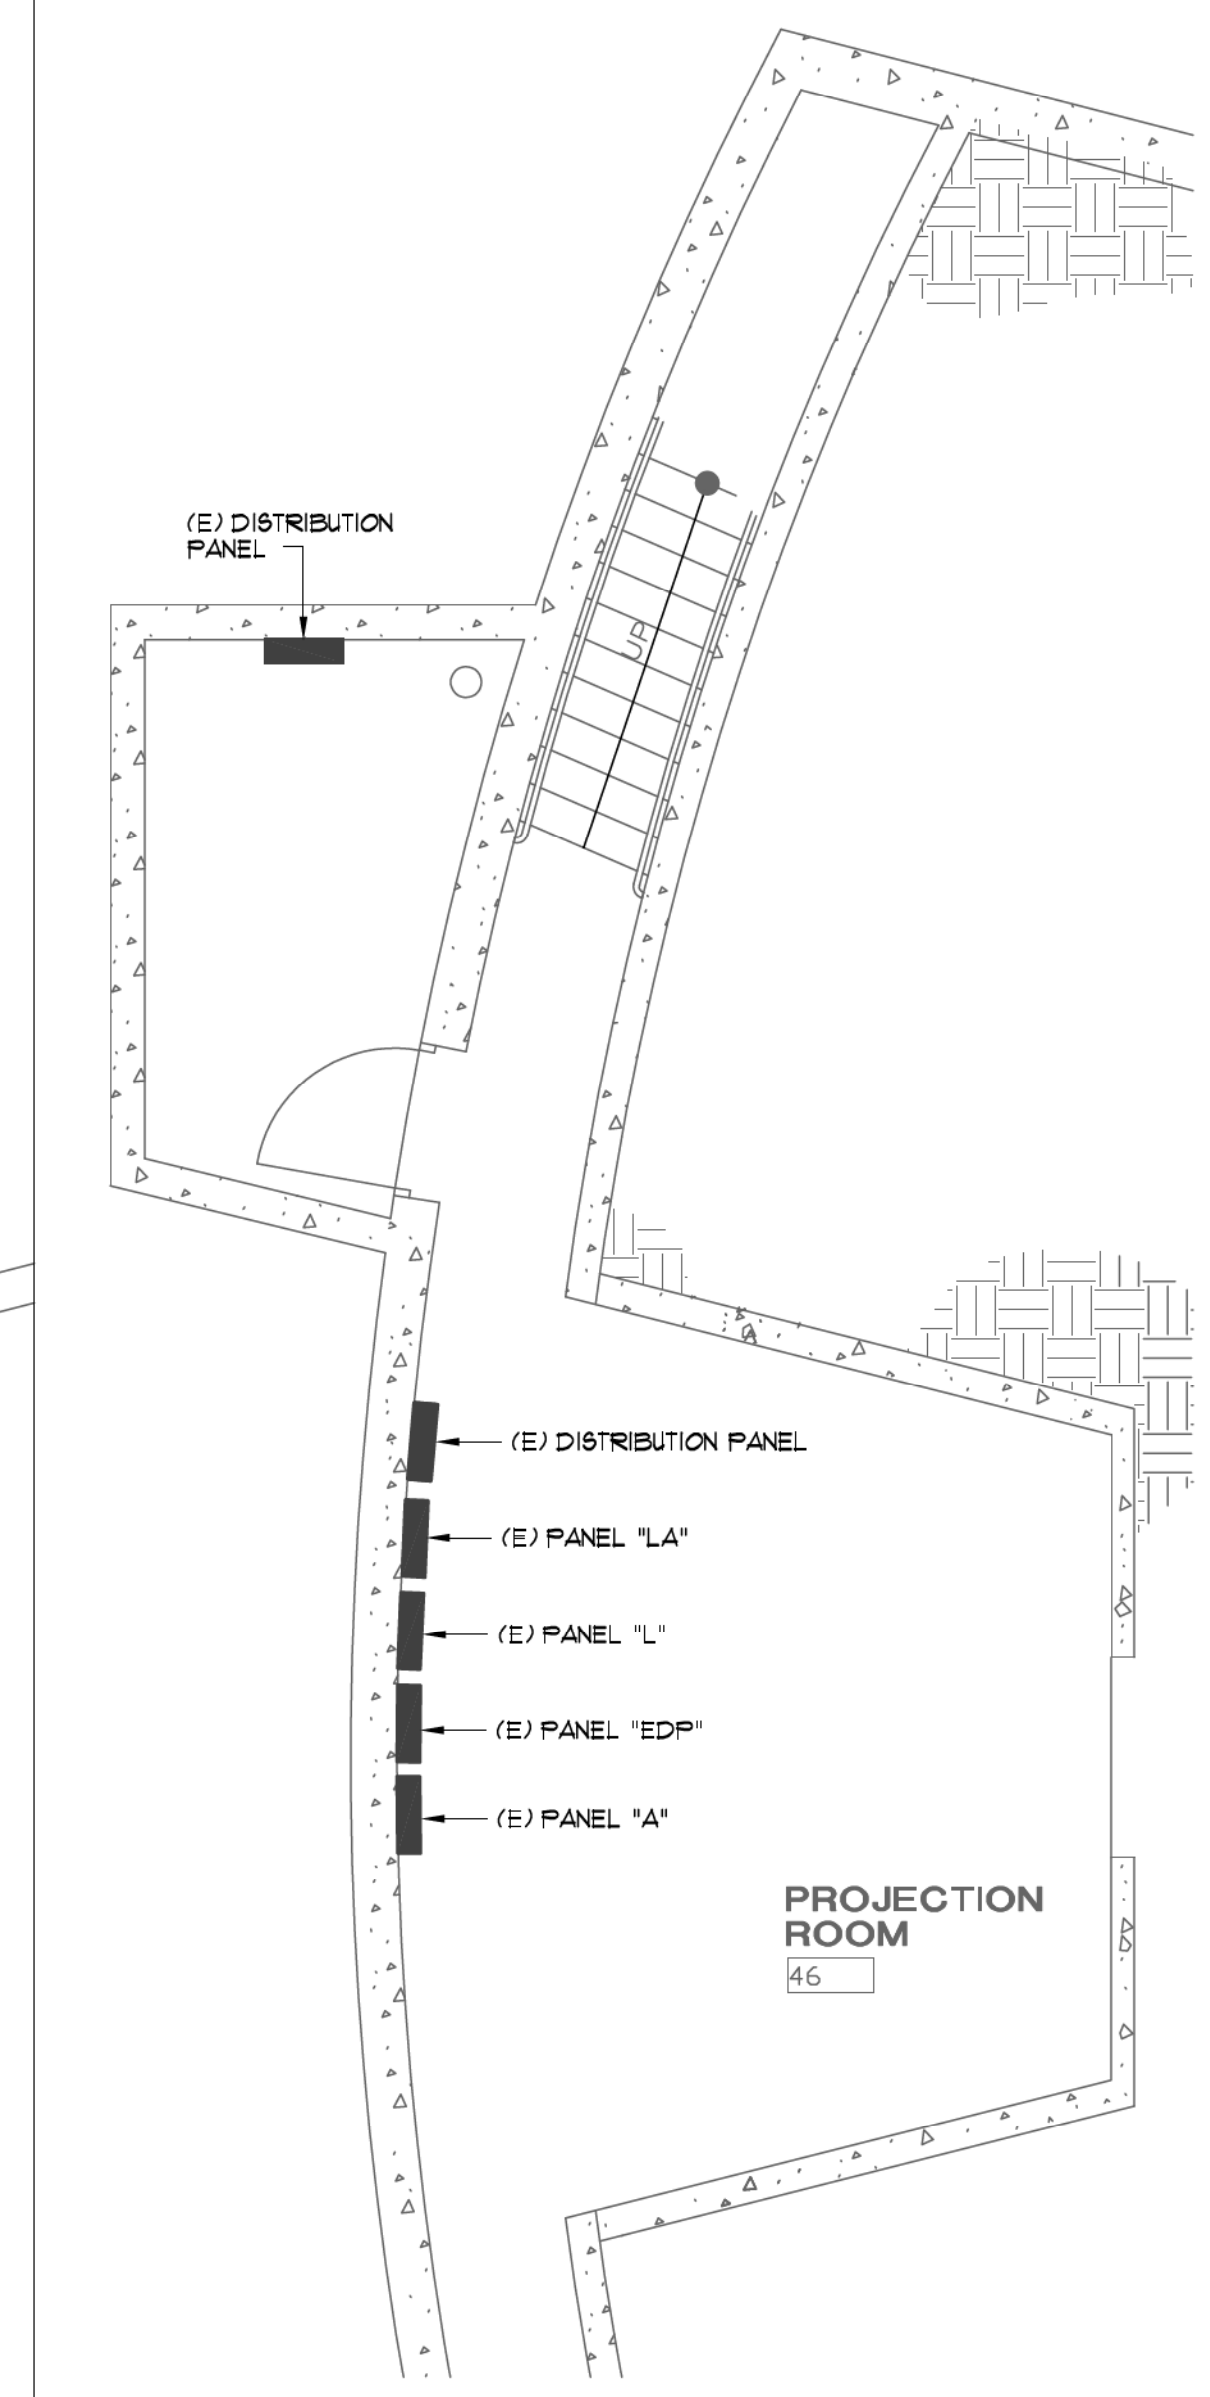 (E) DISTRIBUTION
PANEL
UP
(E) DISTRIBUTION PANEL
(E) PANEL "LA"
(E) PANEL "L"
(E) PANEL "EDP"
(E) PANEL "A"
PROJECTION
ROOM
46